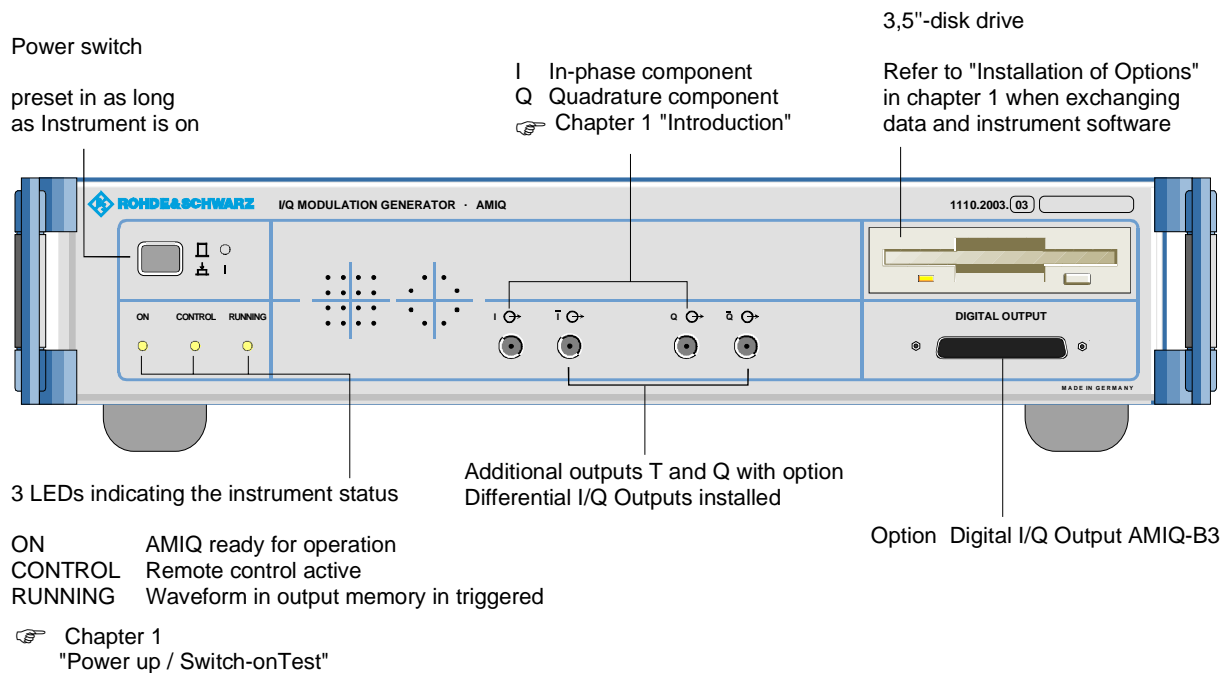 Power switch
preset in as long
as Instrument is on
I In-phase component
Q Quadrature component
☞ Chapter 1 "Introduction"
3,5"-disk drive
Refer to "Installation of Options"
in chapter 1 when exchanging
data and instrument software
ROHDE&SCHWARZ I/Q MODULATION GENERATOR · AMIQ 1110.2003. 03
I
ON CONTROL RUNNING
I I̅ Q Q̅
DIGITAL OUTPUT
MADE IN GERMANY
3 LEDs indicating the instrument status
ON AMIQ ready for operation
CONTROL Remote control active
RUNNING Waveform in output memory in triggered
☞ Chapter 1
"Power up / Switch-onTest"
Additional outputs T and Q with option
Differential I/Q Outputs installed
Option Digital I/Q Output AMIQ-B3